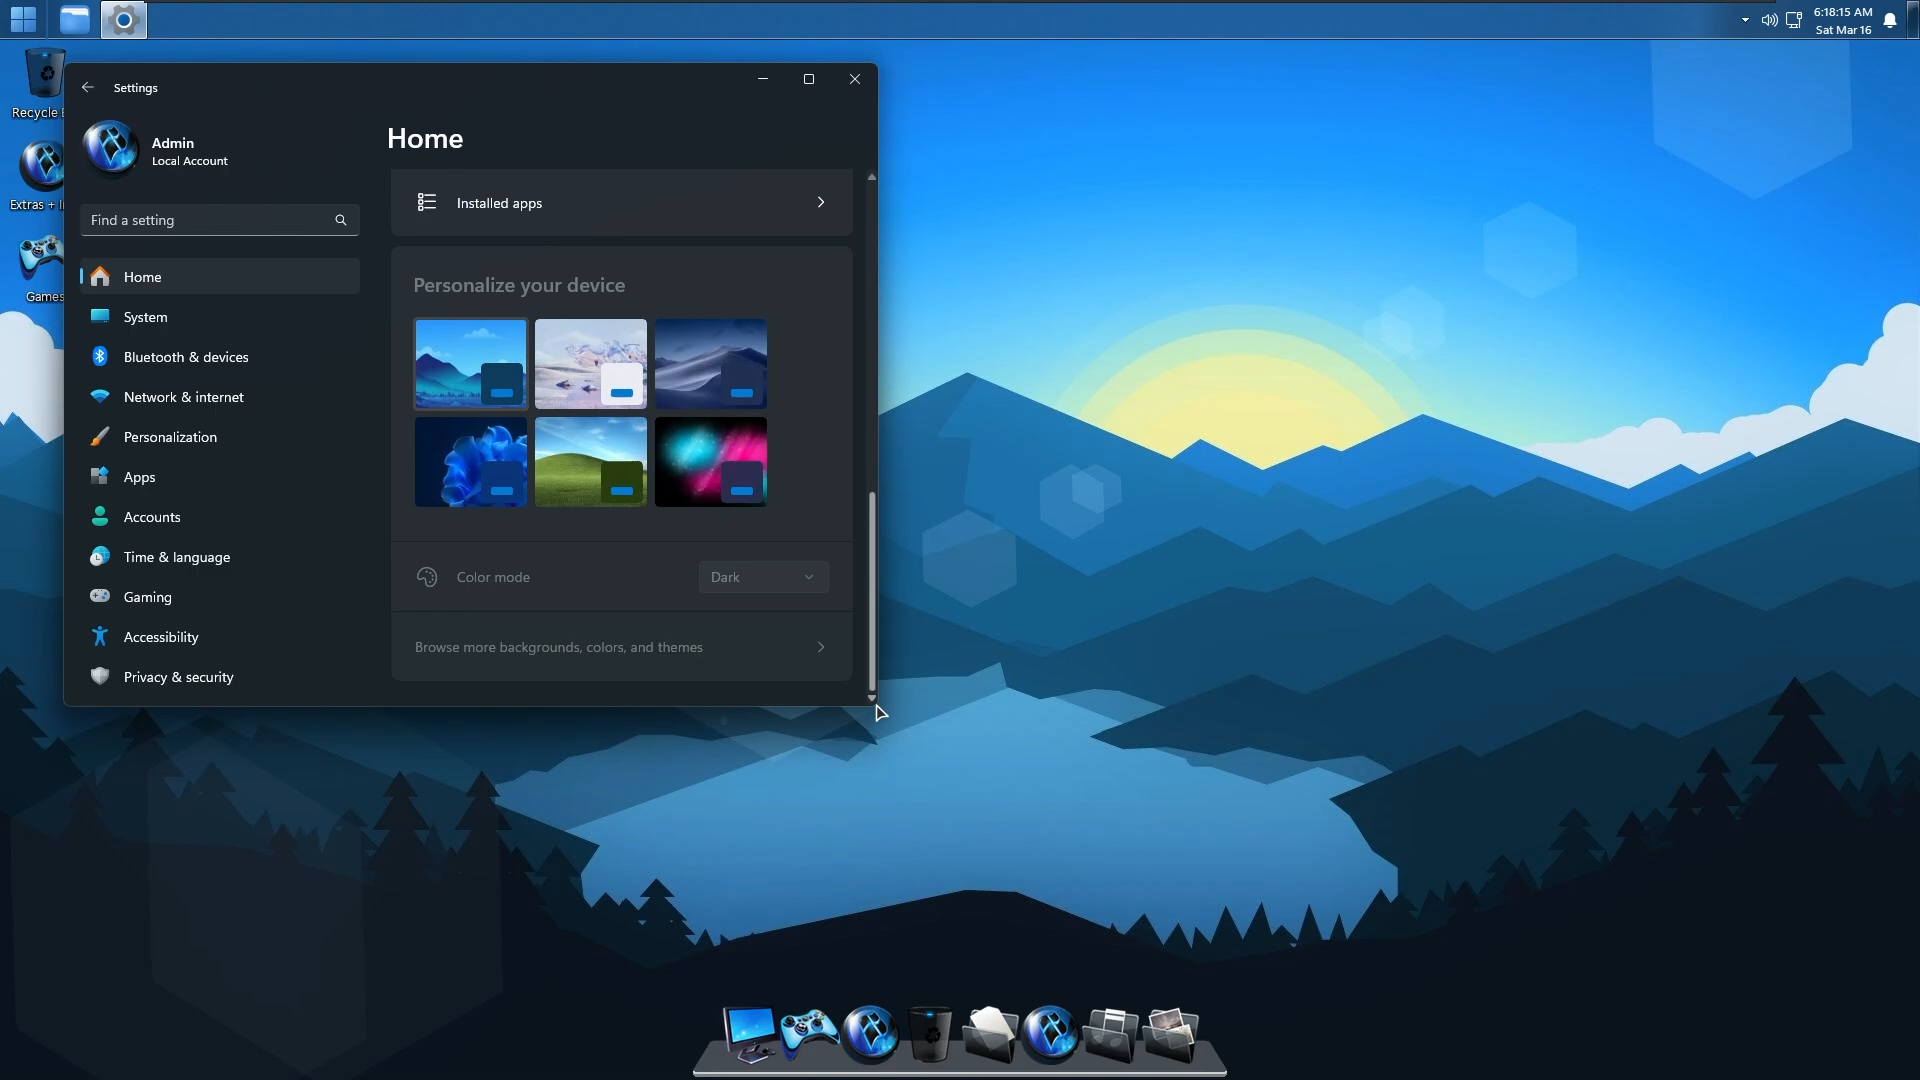 6:18:15 AM
Sat Mar 16
Recycle
Extras +
Games
Settings
Admin
Local Account
Find a setting
Home
System
Bluetooth & devices
Network & internet
Personalization
Apps
Accounts
Time & language
Gaming
Accessibility
Privacy & security
Home
Installed apps
Personalize your device
Color mode
Dark
Browse more backgrounds, colors, and themes